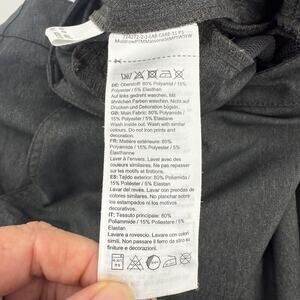 DE: Oberstoff: 80% Polyamid / 15%
Polyester / 5% Elasthan
Auf links gedreht waschen. Mit
ähnlichen Farben waschen. Nicht auf
Drucken und Dekoration bügeln.
GB: Main Fabric: 80% Polyamide /
15% Polyester / 5% Elastane
Wash inside out. Wash with similar
colours. Do not iron prints and
decoration.
FR: Matière extérieure: 80%
Polyamide / 15% Polyester / 5%
Elasthanne
Laver à l'envers. Laver avec des
couleurs similaires. Ne pas repasser
sur les motifs et finitions.
ES: Tejido exterior: 80% Poliamida
/ 15% Poliéster / 5% Elastano
Lavar del revés. Lavar con prendas de
colores similares. No planchar sobre
los estampados ni los motivos
decorativos.
IT: Tessuto principale: 80%
Poliammide / 15% Poliestere / 5%
Elastan
Lavare a rovescio. Lavare con colori
simili. Non passare il ferro da stiro su
finiture e decorazioni.